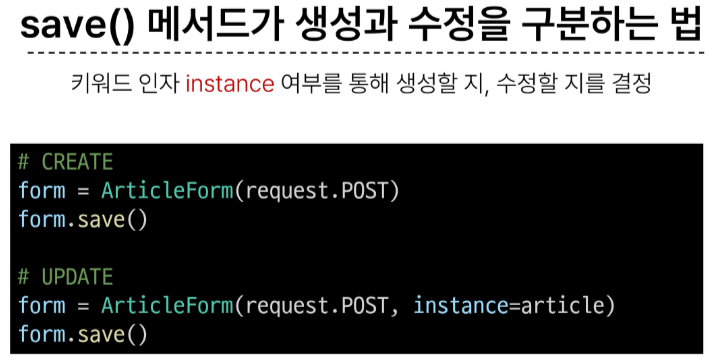 save() 메서드가 생성과 수정을 구분하는 법
키워드 인자 instance 여부를 통해 생성할 지, 수정할 지를 결정
# CREATE
form = ArticleForm(request.POST)
form.save()
# UPDATE
form = ArticleForm(request.POST, instance=article)
form.save()